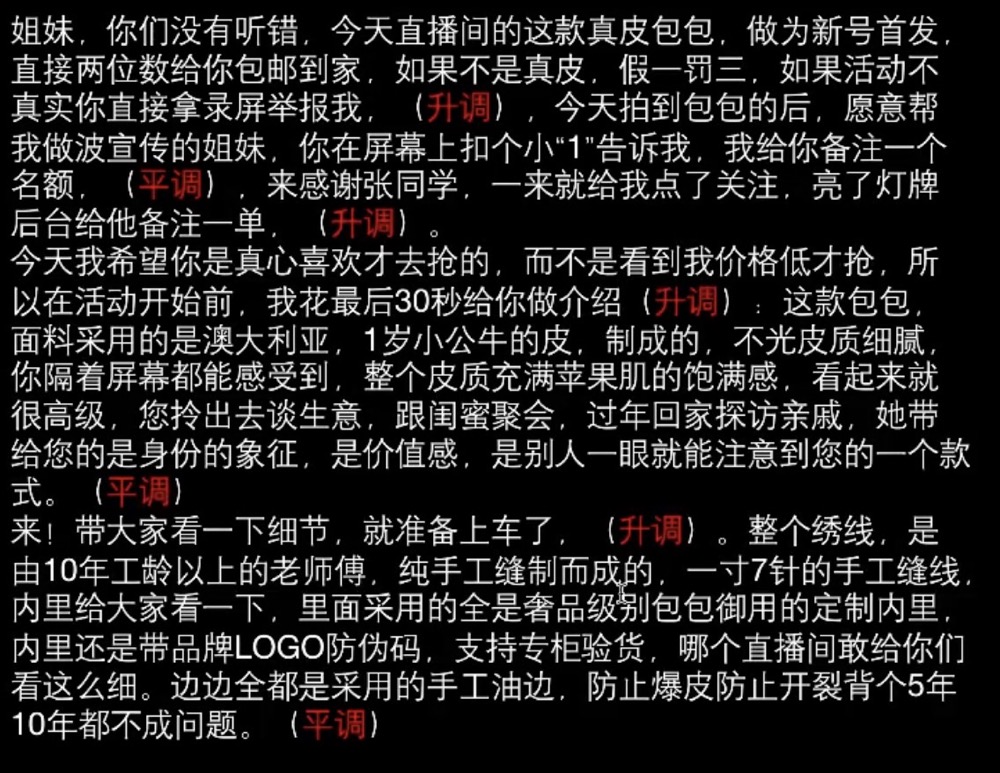 姐妹，你们没有听错，今天直播间的这款真皮包包，做为新号首发，
直接两位数给你包邮到家，如果不是真皮，假一罚三，如果活动不
真实你直接拿录屏举报我，（升调），今天拍到包包的后，愿意帮
我做波宣传的姐妹，你在屏幕上扣个小“1”告诉我，我给你备注一个
名额，（平调），来感谢张同学，一来就给我点了关注，亮了灯牌
后台给他备注一单，（升调）。
今天我希望你是真心喜欢才去抢的，而不是看到我价格低才抢，所
以在活动开始前，我花最后30秒给你做介绍（升调）：这款包包，
面料采用的是澳大利亚，1岁小公牛的皮，制成的，不光皮质细腻，
你隔着屏幕都能感受到，整个皮质充满苹果肌的饱满感，看起来就
很高级，您拎出去谈生意，跟闺蜜聚会，过年回家探访亲戚，她带
给您的是身份的象征，是价值感，是别人一眼就能注意到您的一个款
式。（平调）
来！带大家看一下细节，就准备上车了，（升调）。整个绣线，是
由10年工龄以上的老师傅，纯手工缝制而成的，一寸7针的手工缝线，
内里给大家看一下，里面采用的全是奢品级别包包御用的定制内里，
内里还是带品牌LOGO防伪码，支持专柜验货，哪个直播间敢给你们
看这么细。边边全都是采用的手工油边，防止爆皮防止开裂背个5年
10年都不成问题。（平调）